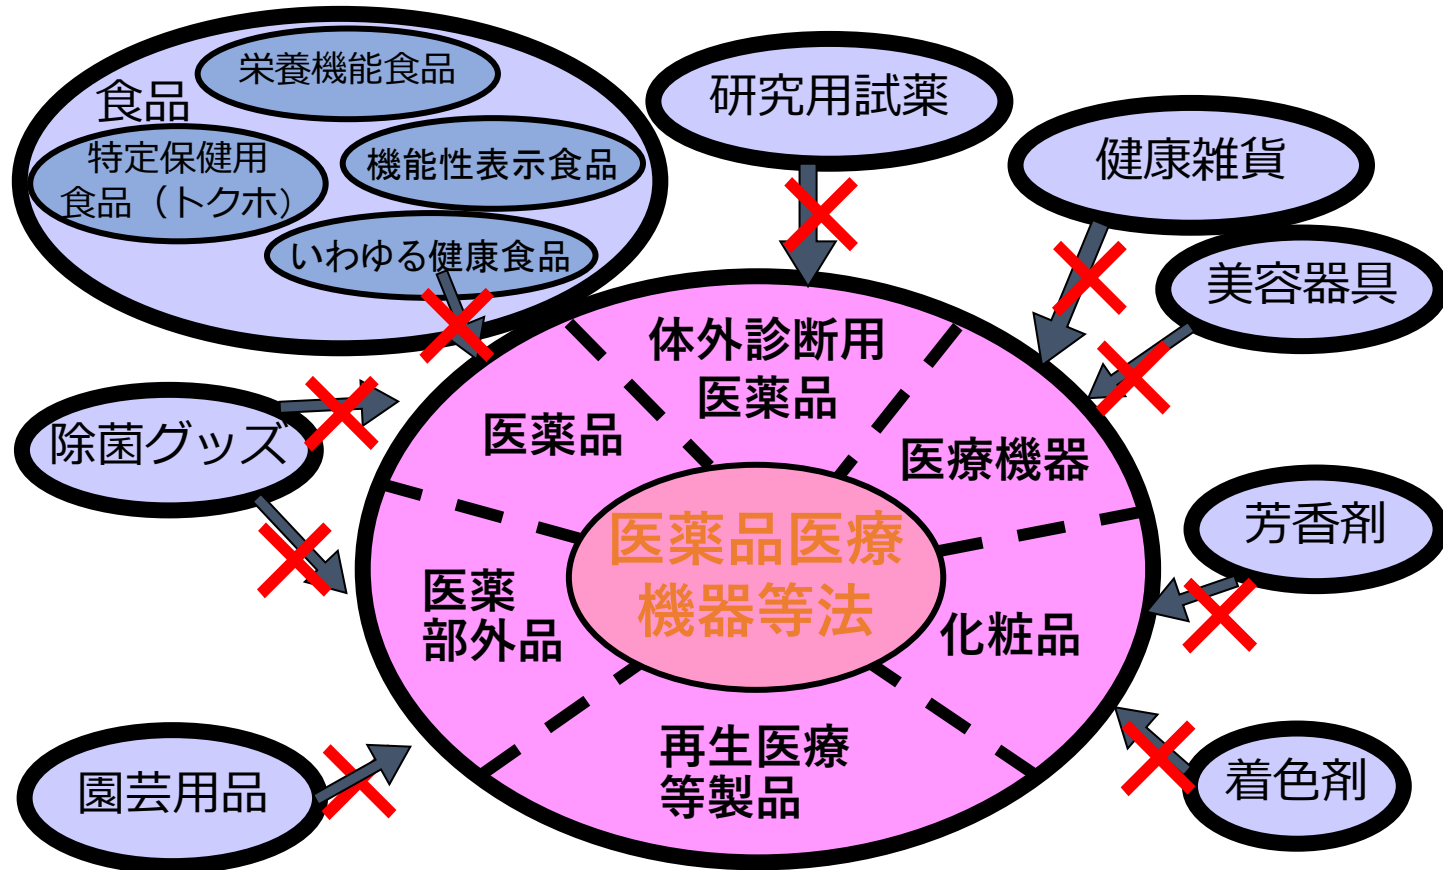 食品
栄養機能食品
特定保健用
食品（トクホ）
機能性表示食品
いわゆる健康食品
研究用試薬
健康雑貨
美容器具
除菌グッズ
芳香剤
園芸用品
着色剤
体外診断用
医薬品
医薬品
医療機器
医薬
部外品
化粧品
再生医療
等製品
医薬品医療
機器等法